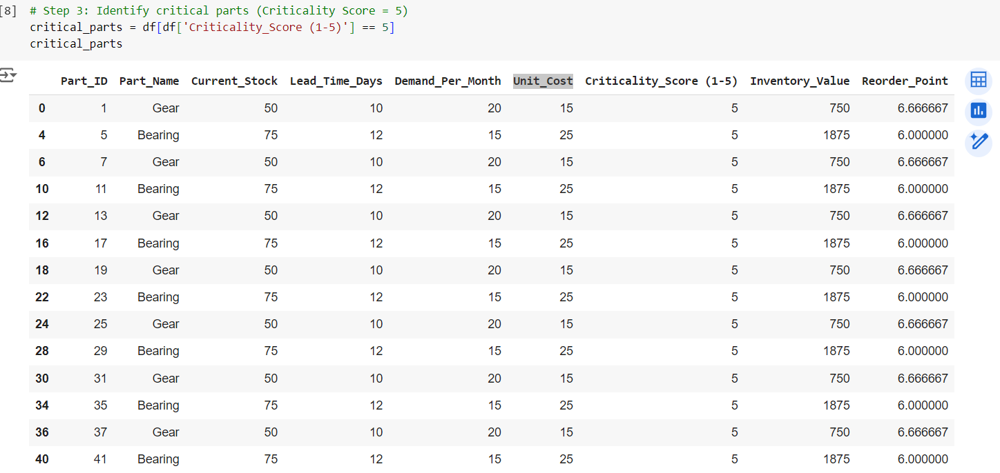 [8] # Step 3: Identify critical parts (Criticality Score = 5)
critical_parts = df[df['Criticality_Score (1-5)'] == 5]
critical_parts
Part_ID Part_Name Current_Stock Lead_Time_Days Demand_Per_Month Unit_Cost Criticality_Score (1-5) Inventory_Value Reorder_Point
0 1 Gear 50 10 20 15 5 750 6.666667
4 5 Bearing 75 12 15 25 5 1875 6.000000
6 7 Gear 50 10 20 15 5 750 6.666667
10 11 Bearing 75 12 15 25 5 1875 6.000000
12 13 Gear 50 10 20 15 5 750 6.666667
16 17 Bearing 75 12 15 25 5 1875 6.000000
18 19 Gear 50 10 20 15 5 750 6.666667
22 23 Bearing 75 12 15 25 5 1875 6.000000
24 25 Gear 50 10 20 15 5 750 6.666667
28 29 Bearing 75 12 15 25 5 1875 6.000000
30 31 Gear 50 10 20 15 5 750 6.666667
34 35 Bearing 75 12 15 25 5 1875 6.000000
36 37 Gear 50 10 20 15 5 750 6.666667
40 41 Bearing 75 12 15 25 5 1875 6.000000